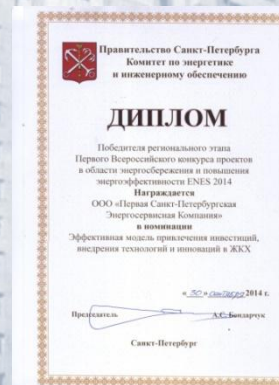 Правительство Санкт-Петербурга
Комитет по энергетике
и инженерному обеспечению
ДИПЛОМ
Победителя регионального этапа
Первого Всероссийского конкурса проектов
в области энергосбережения и повышения
энергоэффективности ENES 2014
Награждается
ООО «Первая Санкт-Петербургская
Энергосервисная Компания»
в номинации
Эффективная модель привлечения инвестиций,
внедрения технологий и инноваций в ЖКХ
« 30 » сентября 2014 г.
Председатель А.С. Бондарчук
Санкт-Петербург